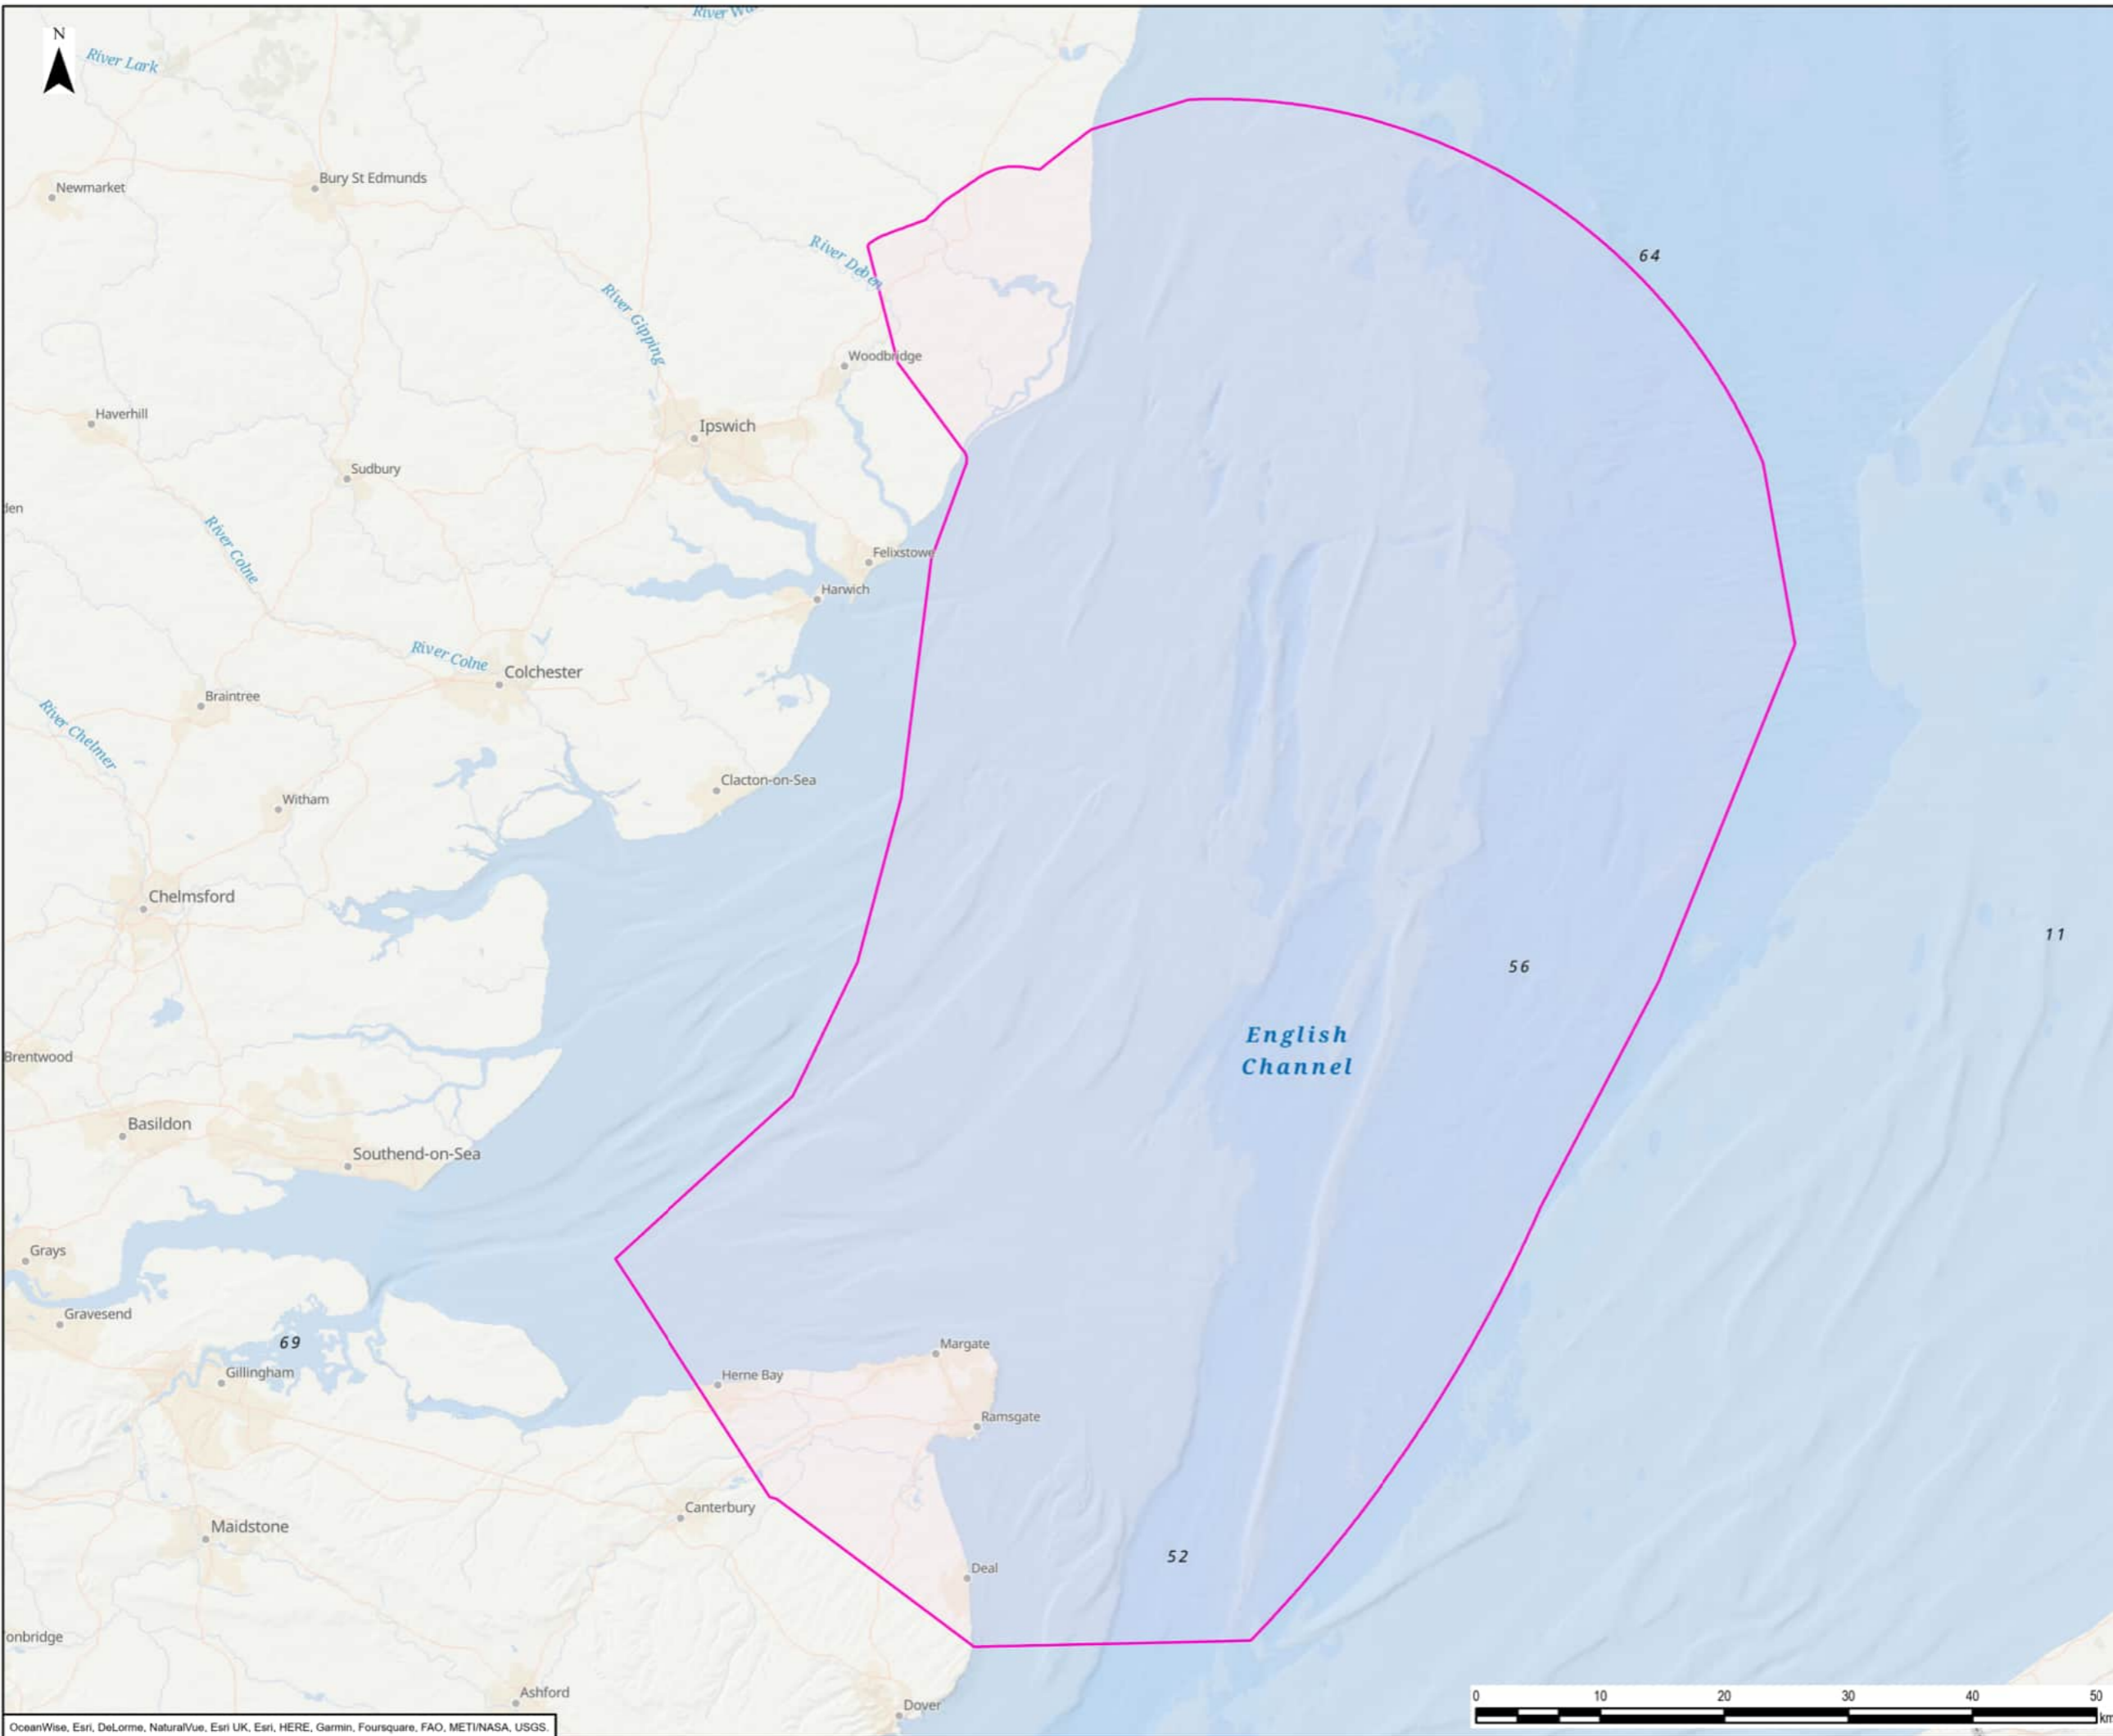 N
River Lark
Newmarket
Bury St Edmunds
River Deben
River Gipping
64
Woodbridge
Haverhill
Ipswich
Sudbury
River Colne
Felixstowe
Harwich
River Colne
Colchester
Braintree
River Chelmer
Clacton-on-Sea
Witham
Chelmsford
11
56
English
Channel
Brentwood
Basildon
Southend-on-Sea
Grays
Gravesend
69
Gillingham
Margate
Herne Bay
Ramsgate
Canterbury
Maidstone
52
Deal
onbridge
Ashford
Dover
0 10 20 30 40 50
km
OceanWise, Esri, DeLorme, NaturalVue, Esri UK, Esri, HERE, Garmin, Foursquare, FAO, METI/NASA, USGS.